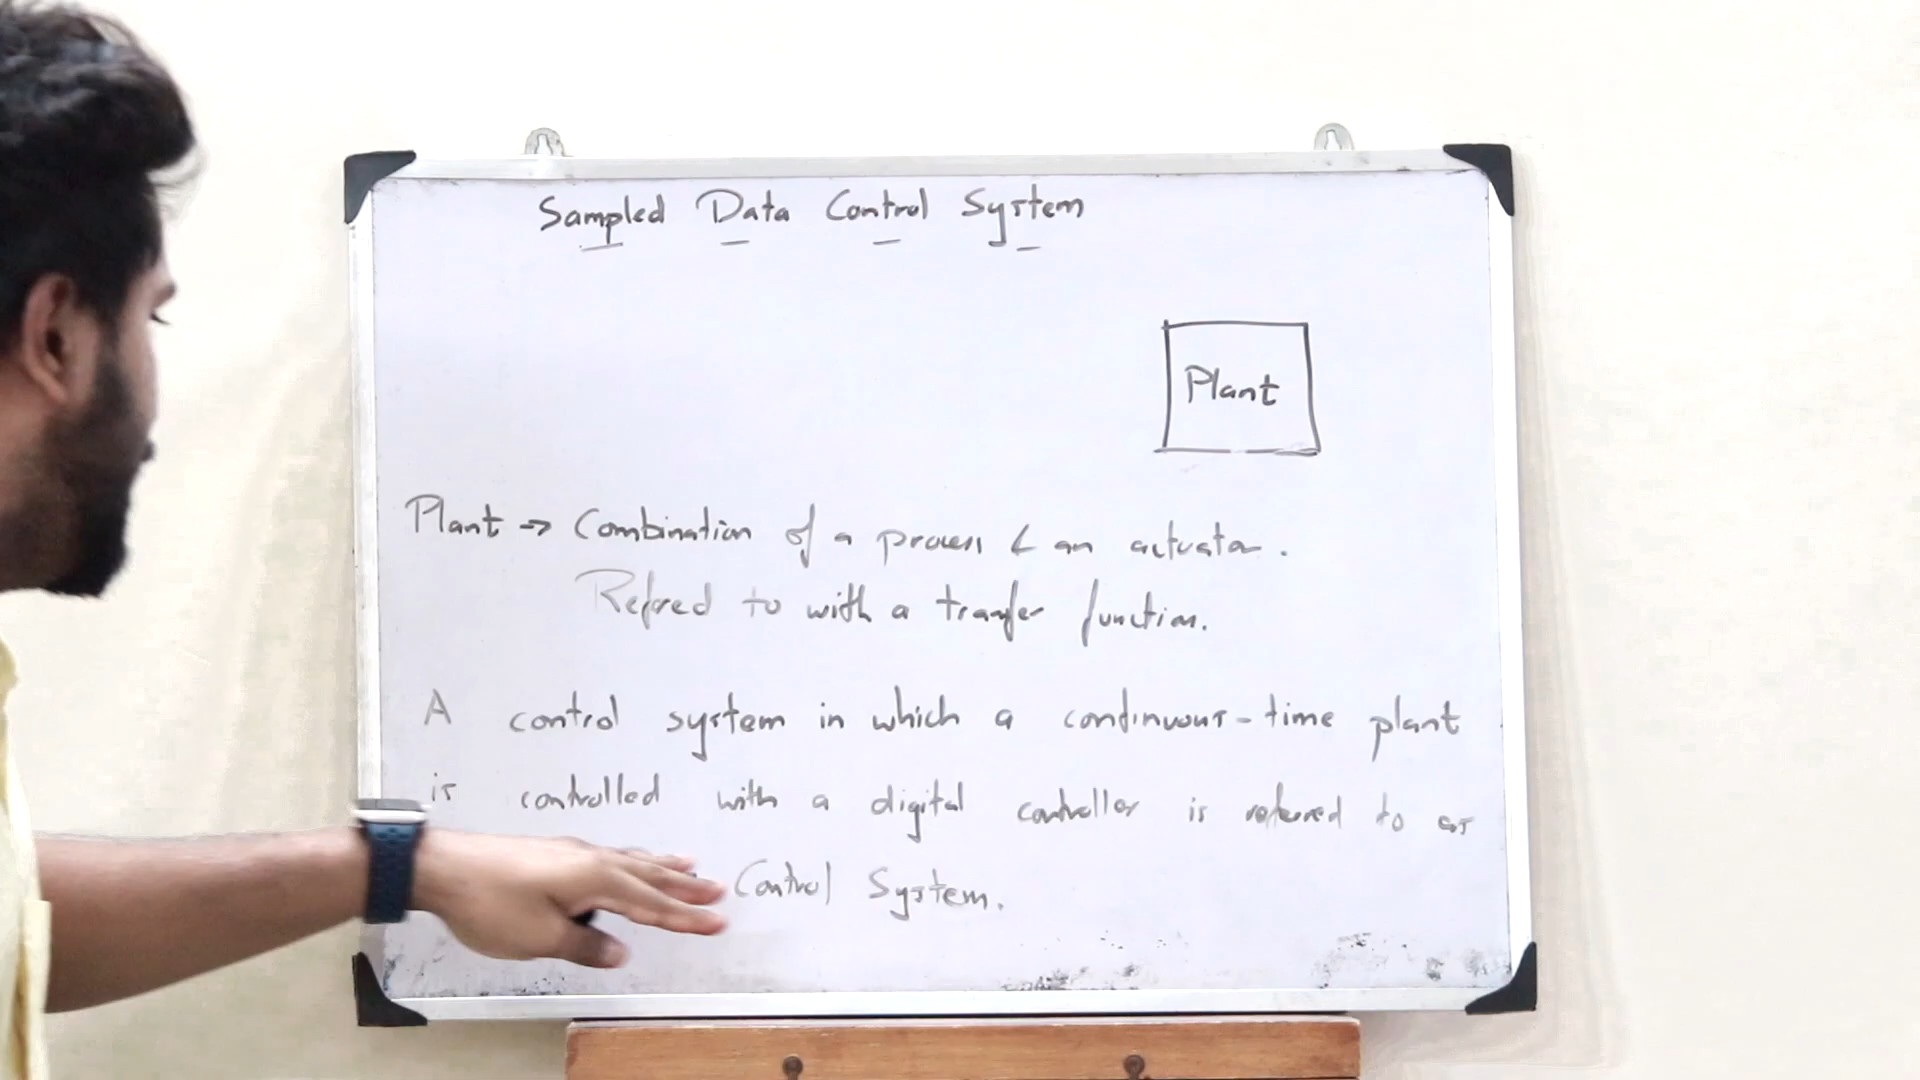 Sampled Data Control System
Plant
Plant → Combination of a process & an actuator.
Refered to with a transfer function.
A control system in which a continuous-time plant
is controlled with a digital controller is referred to as
Control System.